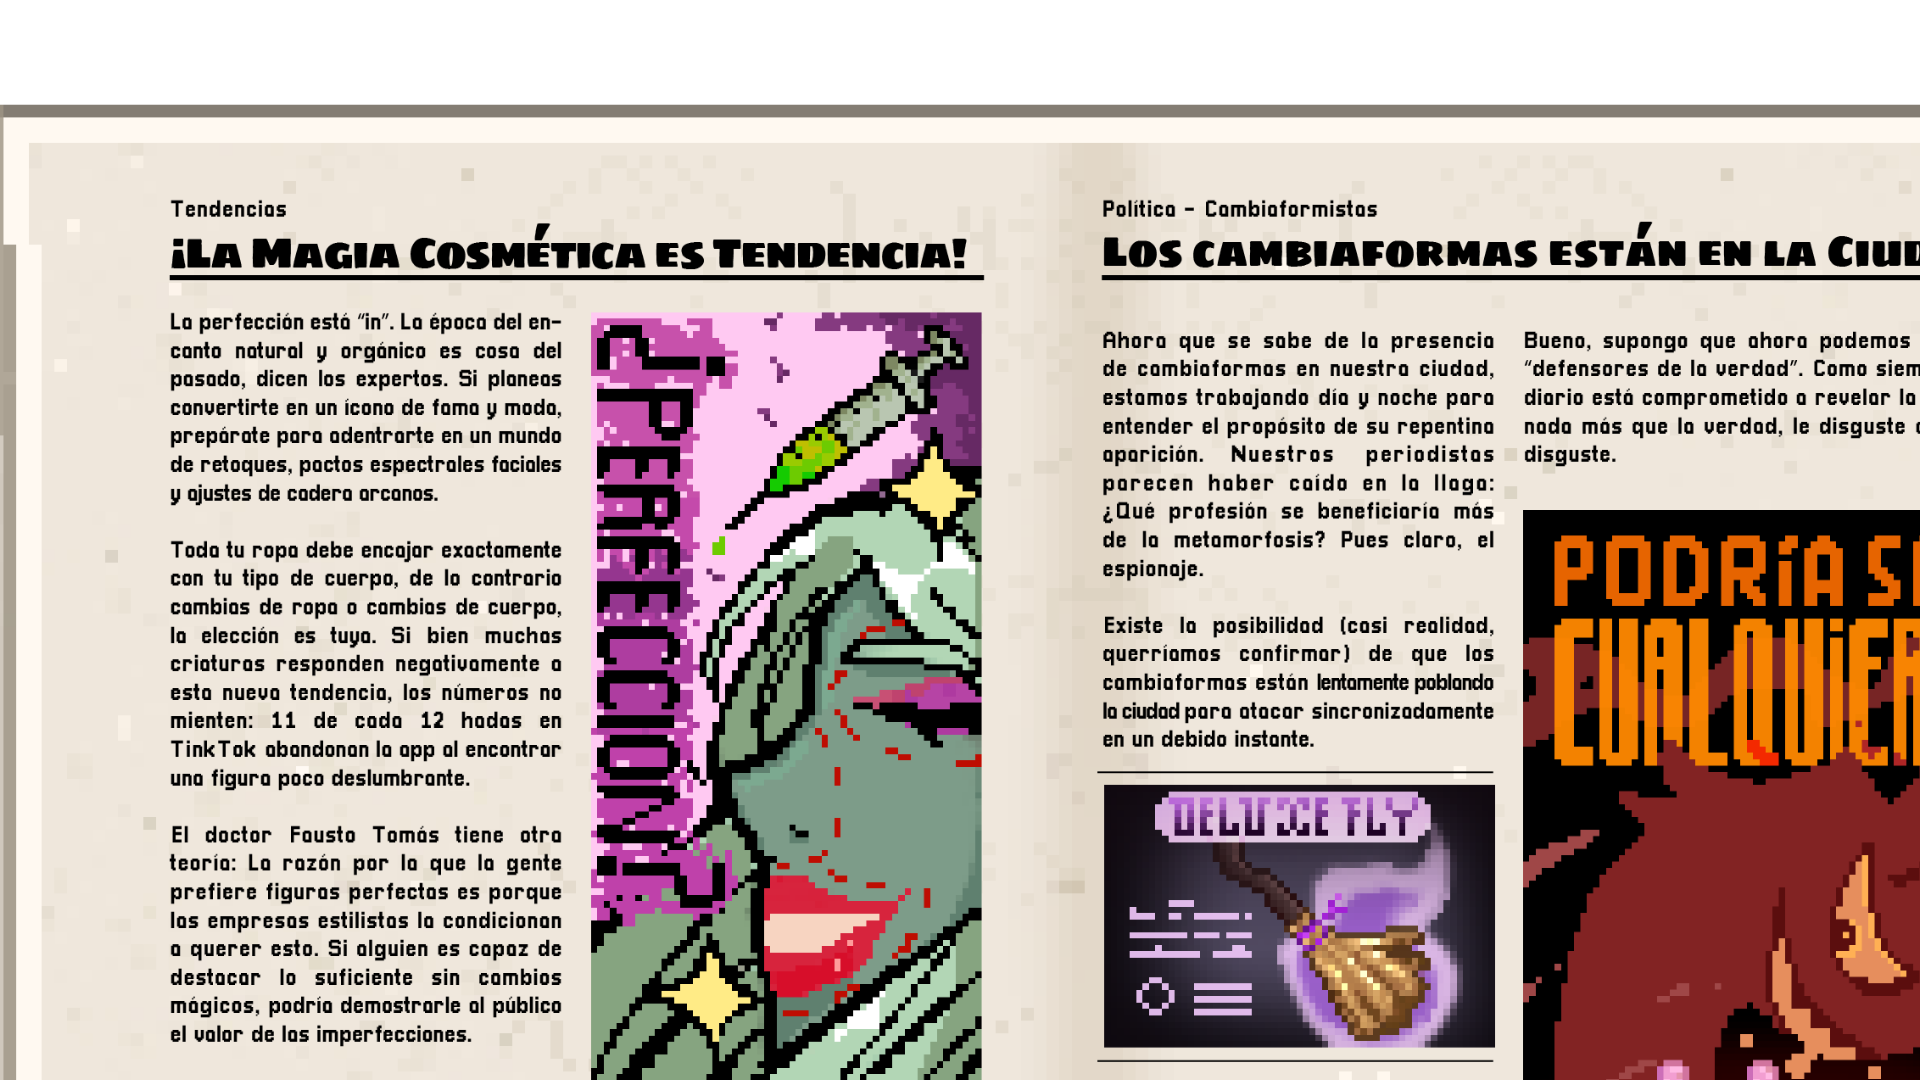 Tendencias
¡La Magia Cosmética es Tendencia!
La perfección está “in”. La época del en-
canto natural y orgánico es cosa del
pasado, dicen los expertos. Si planeas
convertirte en un ícono de fama y moda,
prepárate para adentrarte en un mundo
de retoques, pactos espectrales faciales
y ajustes de cadera arcanos.
Toda tu ropa debe encajar exactamente
con tu tipo de cuerpo, de lo contrario
cambias de ropa o cambias de cuerpo,
la elección es tuya. Si bien muchas
criaturas responden negativamente a
esta nueva tendencia, los números no
mienten: 11 de cada 12 hadas en
TinkTok abandonan la app al encontrar
una figura poco deslumbrante.
El doctor Fausto Tomás tiene otra
teoría: La razón por la que la gente
prefiere figuras perfectas es porque
las empresas estilistas la condicionan
a querer esto. Si alguien es capaz de
destacar lo suficiente sin cambios
mágicos, podría demostrarle al público
el valor de las imperfecciones.
¿PERFECCIÓN?
Política - Cambiaformistas
Los cambiaformas están en la Ciud
Ahora que se sabe de la presencia
de cambiaformas en nuestra ciudad,
estamos trabajando día y noche para
entender el propósito de su repentina
aparición. Nuestros periodistas
parecen haber caído en la llaga:
¿Qué profesión se beneficiaría más
de la metamorfosis? Pues claro, el
espionaje.
Existe la posibilidad (casi realidad,
querríamos confirmar) de que los
cambiaformas están lentamente poblando
la ciudad para atacar sincronizadamente
en un debido instante.
DELUXE FLY
Bueno, supongo que ahora podemos
“defensores de la verdad”. Como siem
diario está comprometido a revelar la
nada más que la verdad, le disguste
disguste.
PODRÍA S
CUALQUIER